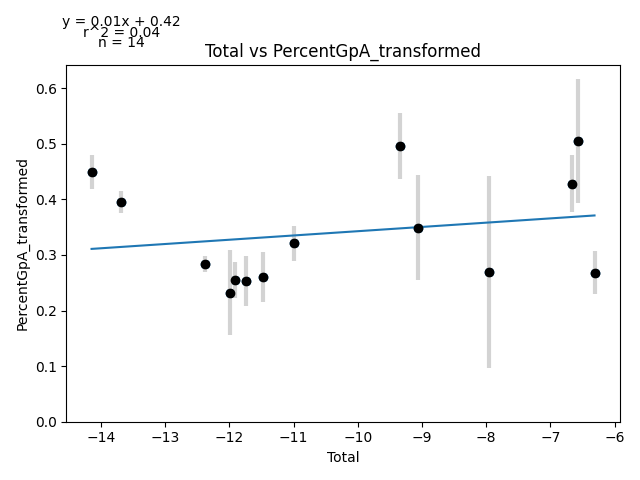 y = 0.01x + 0.42
r^2 = 0.04
n = 14
Total vs PercentGpA_transformed
PercentGpA_transformed
0.6
0.5
0.4
0.3
0.2
0.1
0.0
−14 −13 −12 −11 −10 −9 −8 −7 −6
Total